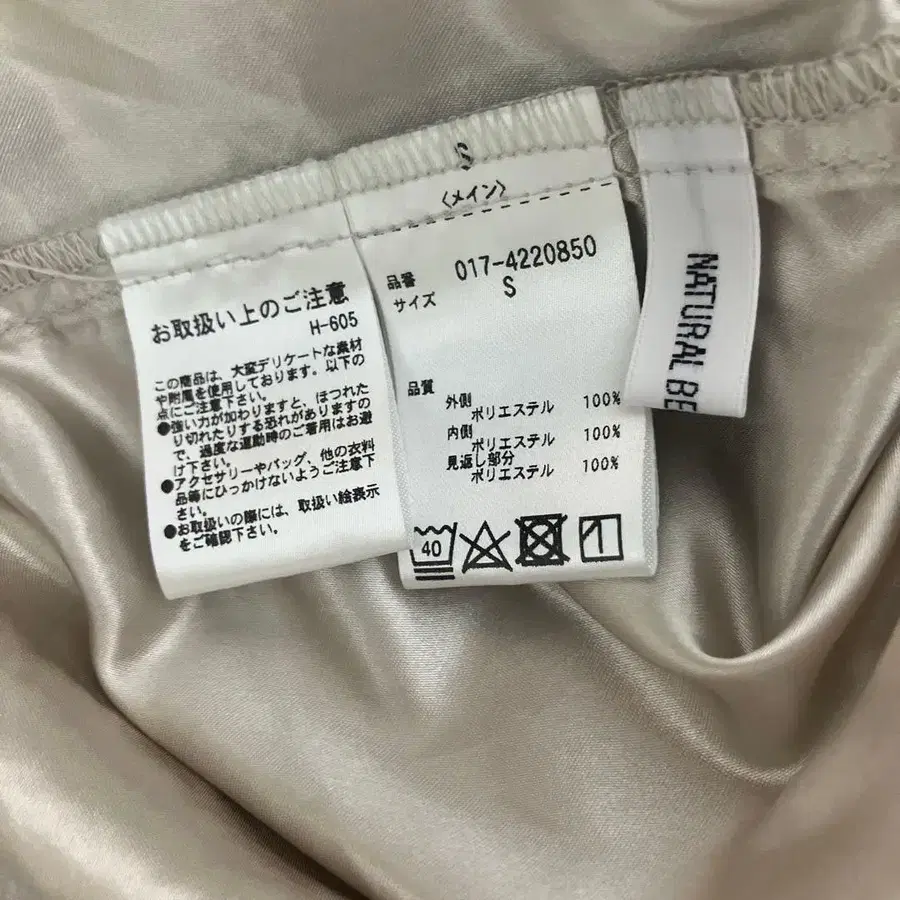 お取扱い上のご注意
H-605
この商品は、大変デリケートな素材
や附属を使用しております。以下の
点にご注意下さい。
●強い力が加わりますと、ほつれた
り切れたりする恐れがありますの
で、過度な運動時のご着用はお避
け下さい。
●アクセサリーやバッグ、他の衣料
品等にひっかけないようご注意下
さい。
●お取扱いの際には、取扱い絵表示
をご確認下さい。
S
〈メイン〉
品番 017-4220850
サイズ S
品質
外側
ポリエステル 100%
内側
ポリエステル 100%
見返し部分
ポリエステル 100%
40
NATURAL BE